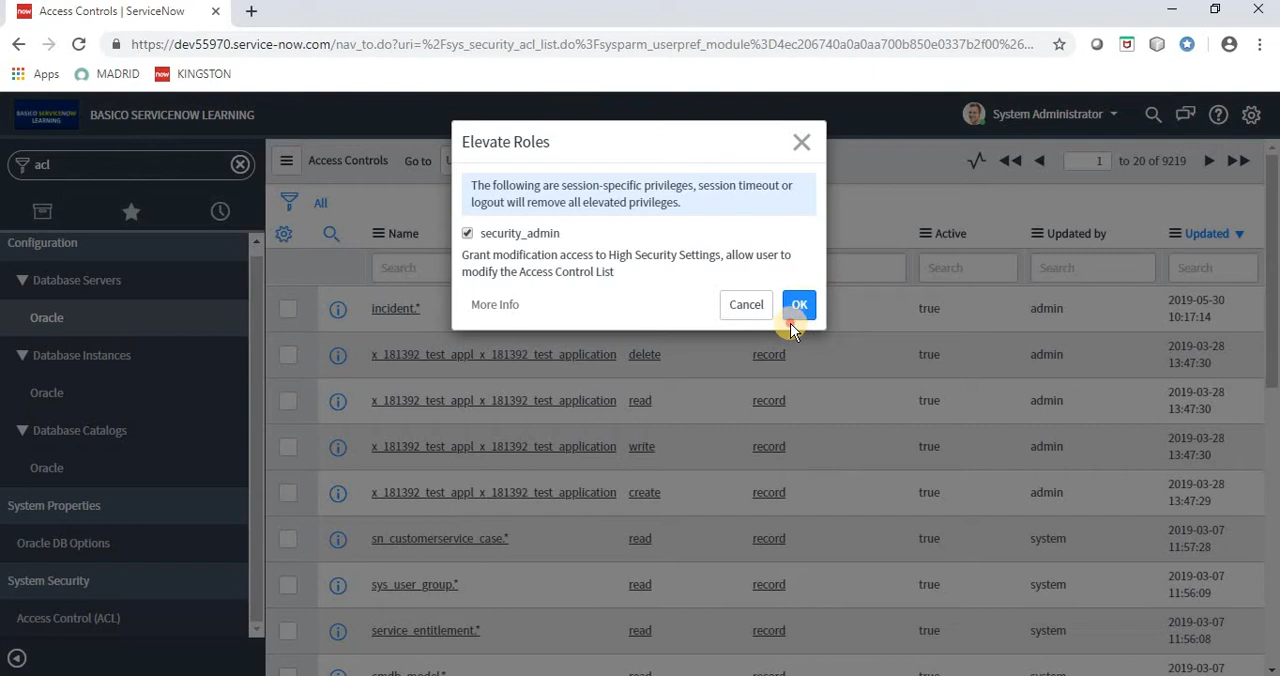 now Access Controls | ServiceNow
https://dev55970.service-now.com/nav_to.do?uri=%2Fsys_security_acl_list.do%3Fsysparm_userpref_module%3D4ec206740a0a0aa700b850e0337b2f00%26...
Apps MADRID now KINGSTON
BASICO SERVICENOW LEARNING BASICO SERVICENOW LEARNING System Administrator
acl
Configuration
Database Servers
Oracle
Database Instances
Oracle
Database Catalogs
Oracle
System Properties
Oracle DB Options
System Security
Access Control (ACL)
Access Controls Go to 1 to 20 of 9219
All
Name Active Updated by Updated
Search Search Search Search
incident.* true admin 2019-05-30
10:17:14
x_181392_test_appl_x_181392_test_application delete record true admin 2019-03-28
13:47:30
x_181392_test_appl_x_181392_test_application read record true admin 2019-03-28
13:47:30
x_181392_test_appl_x_181392_test_application write record true admin 2019-03-28
13:47:30
x_181392_test_appl_x_181392_test_application create record true admin 2019-03-28
13:47:29
sn_customerservice_case.* read record true system 2019-03-07
11:57:28
sys_user_group.* read record true system 2019-03-07
11:56:09
service_entitlement.* read record true system 2019-03-07
11:56:08
cmdb_model.* read record true system 2019-03-07
Elevate Roles
The following are session-specific privileges, session timeout or
logout will remove all elevated privileges.
security_admin
Grant modification access to High Security Settings, allow user to
modify the Access Control List
More Info Cancel OK